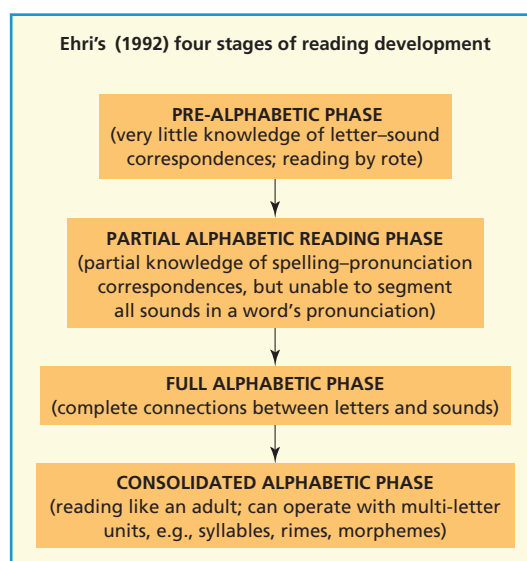 Ehri's (1992) four stages of reading development
PRE-ALPHABETIC PHASE
(very little knowledge of letter–sound
correspondences; reading by rote)
PARTIAL ALPHABETIC READING PHASE
(partial knowledge of spelling–pronunciation
correspondences, but unable to segment
all sounds in a word's pronunciation)
FULL ALPHABETIC PHASE
(complete connections between letters and sounds)
CONSOLIDATED ALPHABETIC PHASE
(reading like an adult; can operate with multi-letter
units, e.g., syllables, rimes, morphemes)